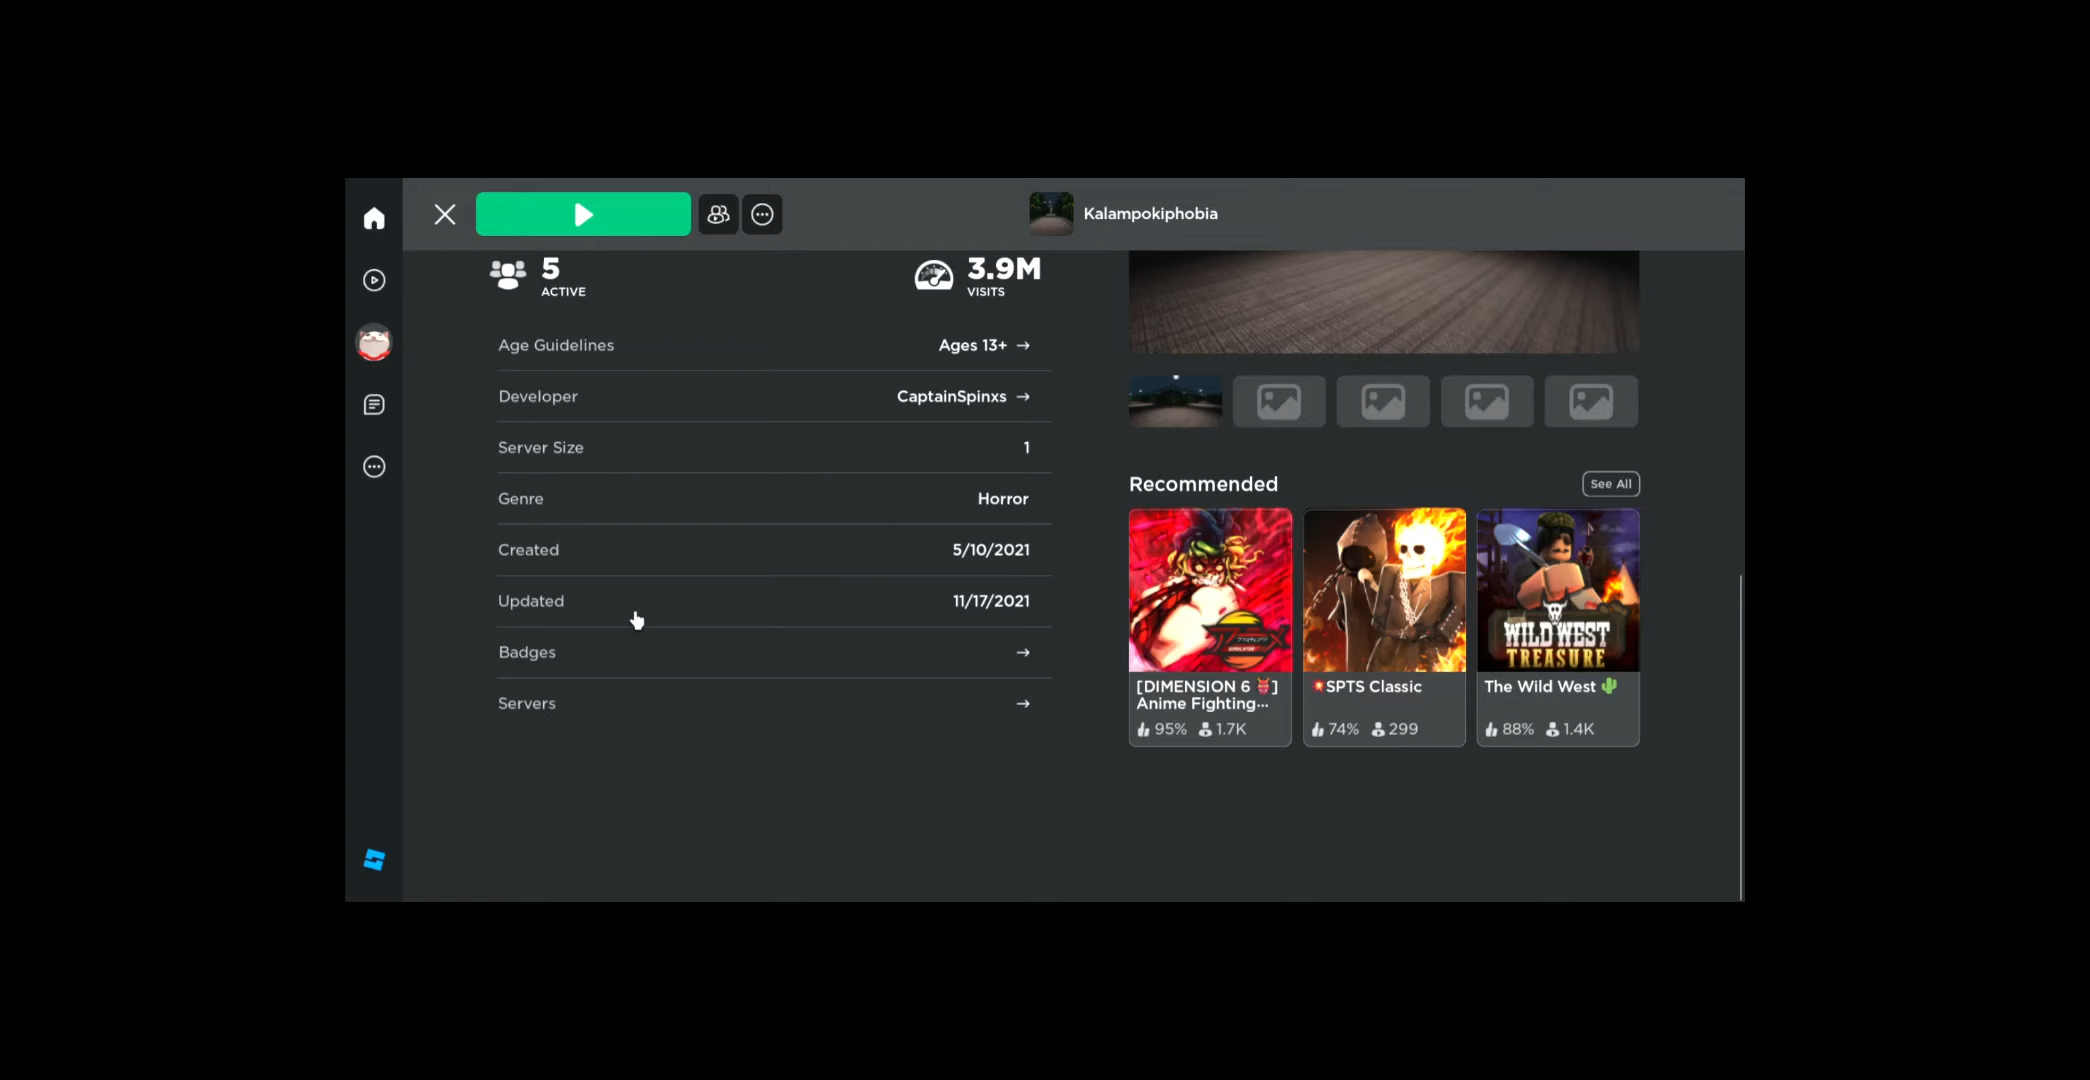 Kalampokiphobia
5
ACTIVE
3.9M
VISITS
Age Guidelines
Ages 13+ →
Developer
CaptainSpinxs →
Server Size
1
Genre
Horror
Created
5/10/2021
Updated
11/17/2021
Badges
→
Servers
→
Recommended
See All
WILD WEST
TREASURE
[DIMENSION 6 👹]
Anime Fighting...
95% 1.7K
💥SPTS Classic
74% 299
The Wild West 🌵
88% 1.4K